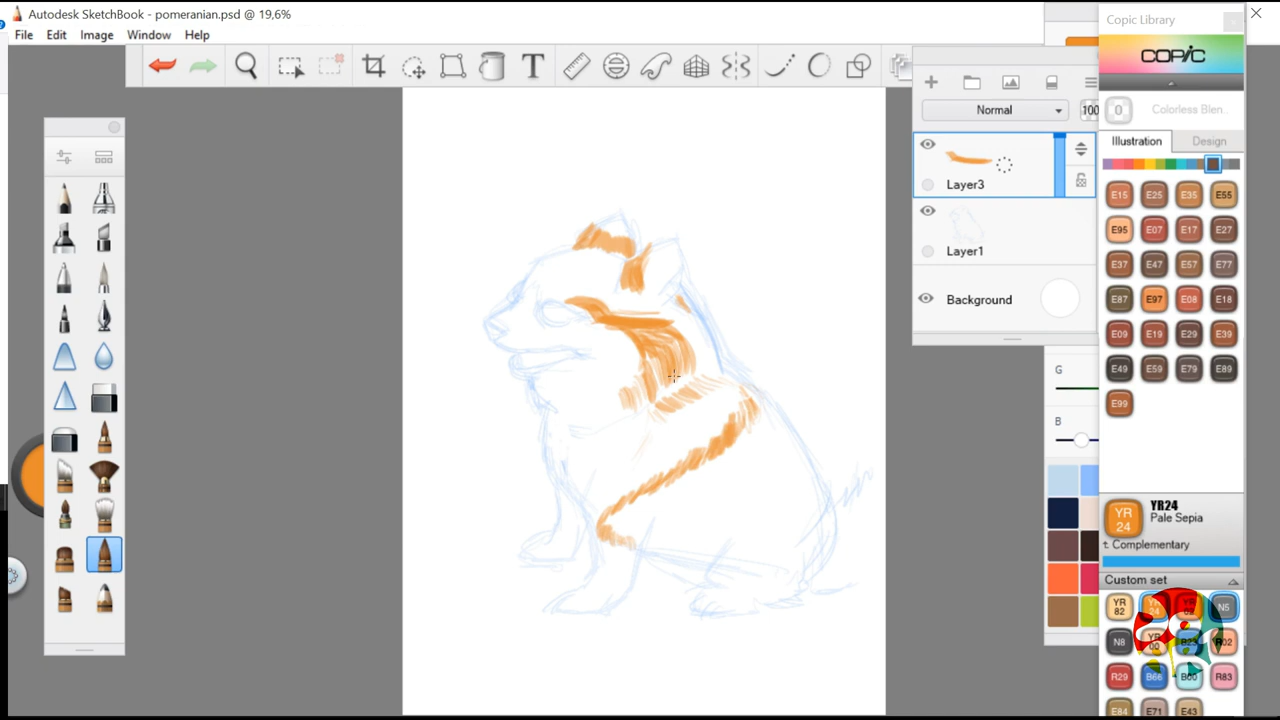 Autodesk SketchBook - pomeranian.psd @ 19,6%
File Edit Image Window Help
T
Normal
100
Layer3
Layer1
Background
G
B
Copic Library
COPIC
0 Colorless Blen
Illustration Design
E15 E25 E35 E55
E95 E07 E17 E27
E37 E47 E57 E77
E87 E97 E08 E18
E09 E19 E29 E39
E49 E59 E79 E89
E99
YR 24
YR24
Pale Sepia
t. Complementary
Custom set
YR 82 N5
N8 YR 00 R02
R29 B66 B00 R83
E84 E71 E43